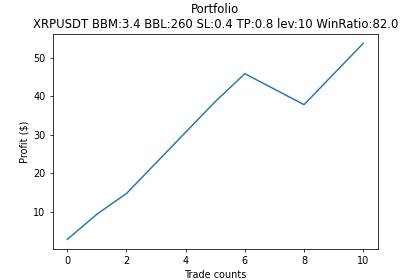 Portfolio
XRPUSDT BBM:3.4 BBL:260 SL:0.4 TP:0.8 lev:10 WinRatio:82.0
50
40
30
20
10
Profit ($)
0 2 4 6 8 10
Trade counts